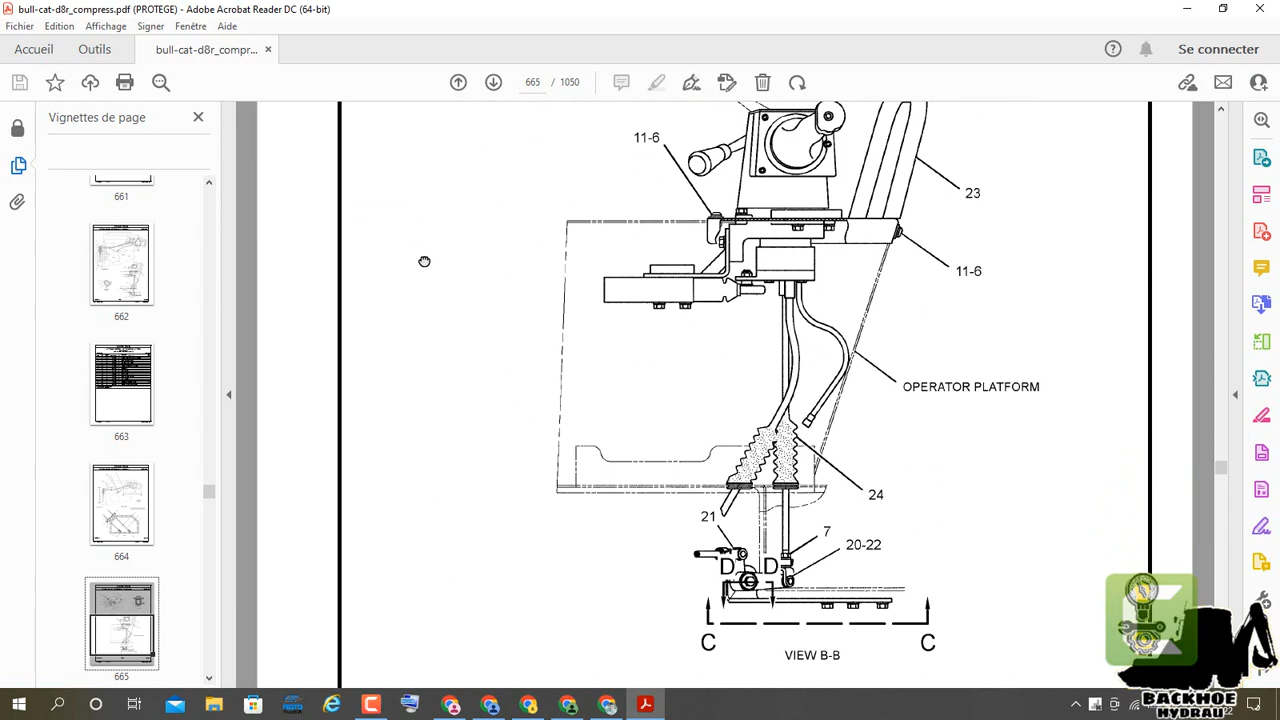 bull-cat-d8r_compress.pdf (PROTEGE) - Adobe Acrobat Reader DC (64-bit)
Fichier Edition Affichage Signer Fenêtre Aide
Accueil Outils bull-cat-d8r_compr... × Se connecter
665 / 1050
Vignettes de page
661
662
663
664
665
11-6
23
11-6
OPERATOR PLATFORM
24
21
7
20-22
D D
C C
VIEW B-B
BACKHOE
HYDRAU